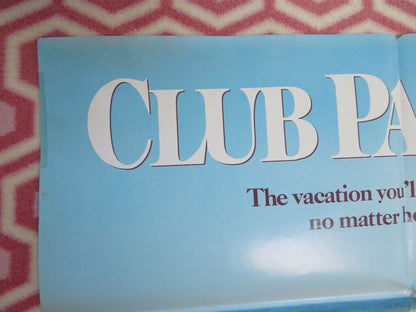 CLUB PA
The vacation you'l
no matter h